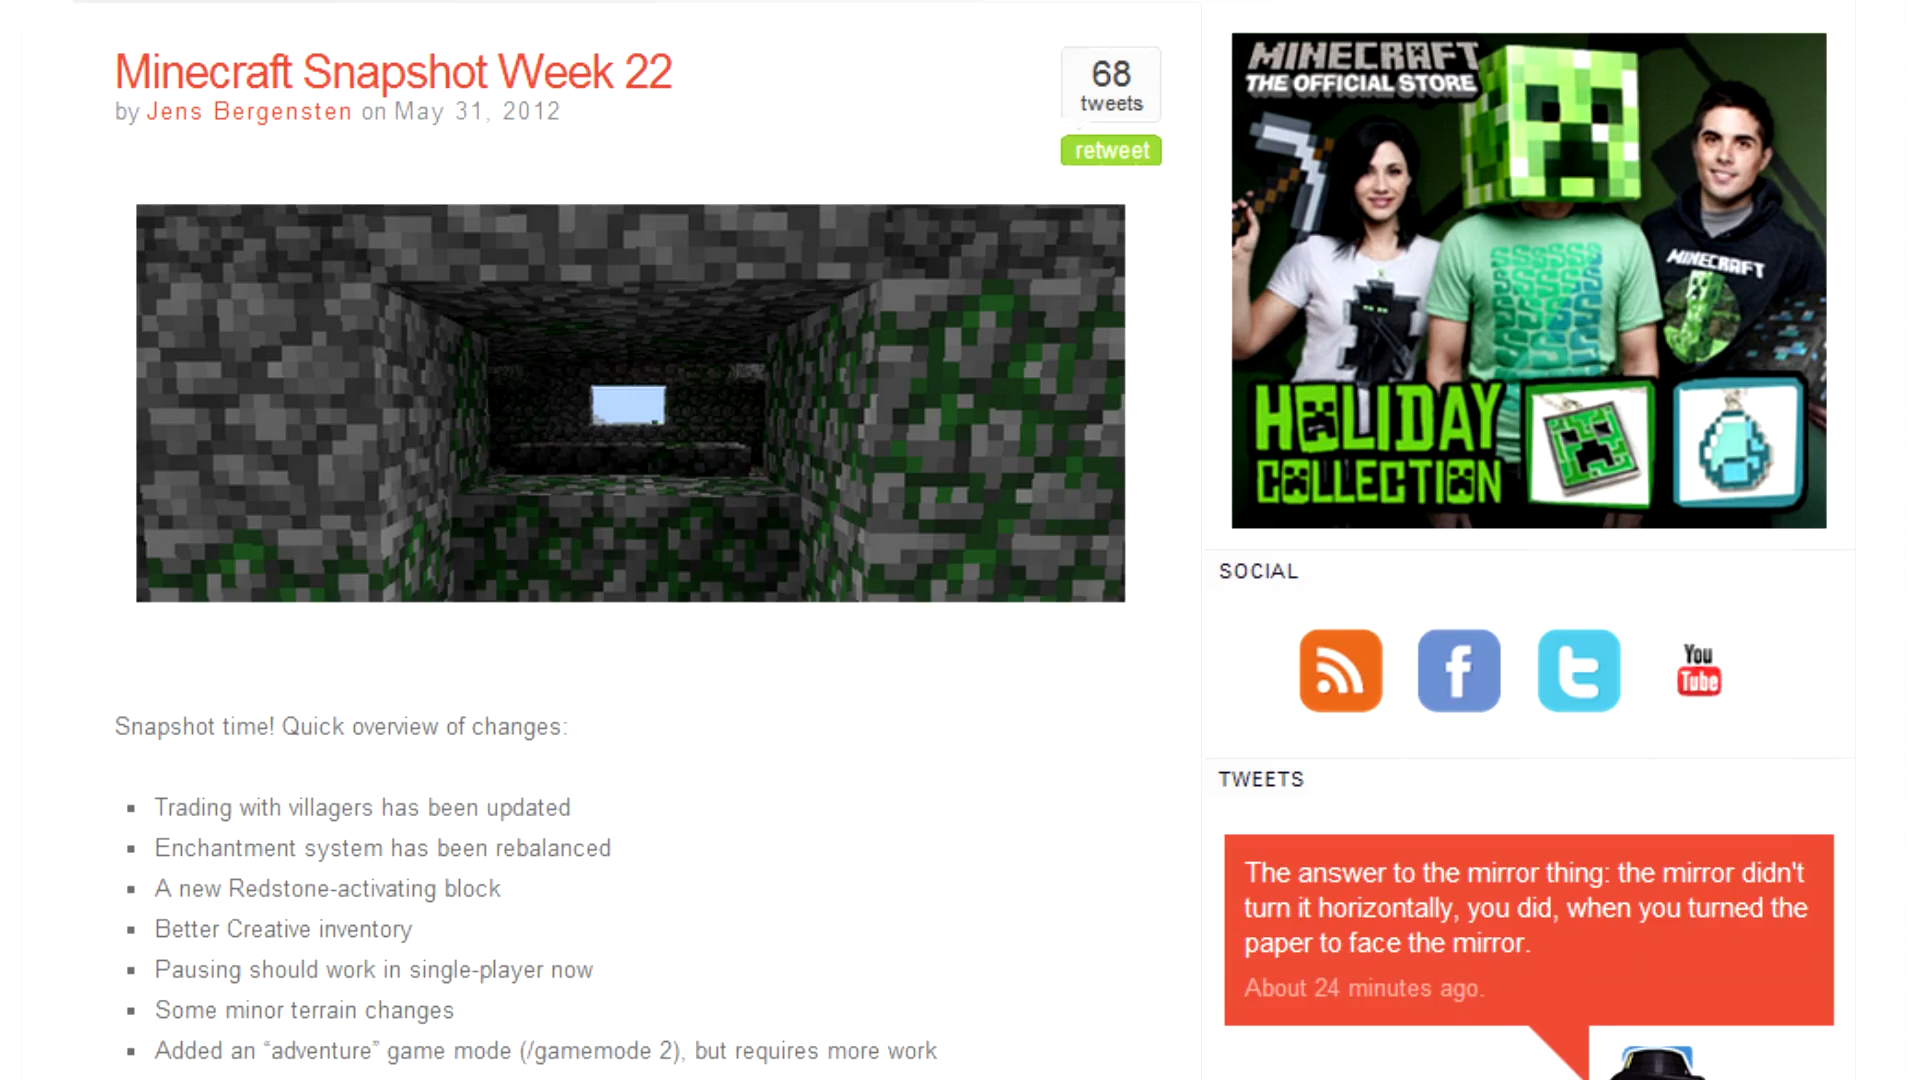 Minecraft Snapshot Week 22
by Jens Bergensten on May 31, 2012
68
tweets
retweet
Snapshot time! Quick overview of changes:
▪ Trading with villagers has been updated
▪ Enchantment system has been rebalanced
▪ A new Redstone-activating block
▪ Better Creative inventory
▪ Pausing should work in single-player now
▪ Some minor terrain changes
▪ Added an “adventure” game mode (/gamemode 2), but requires more work
MINECRAFT
THE OFFICIAL STORE
MINECRAFT
HOLIDAY
COLLECTION
SOCIAL
You
Tube
TWEETS
The answer to the mirror thing: the mirror didn't
turn it horizontally, you did, when you turned the
paper to face the mirror.
About 24 minutes ago.